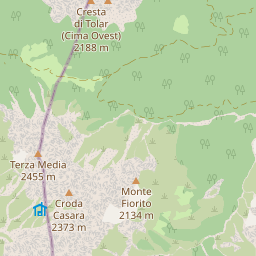 Cresta
di Tolar
(Cima Ovest)
2188 m
Terza Media
2455 m
Croda
Casara
2373 m
Monte
Fiorito
2134 m